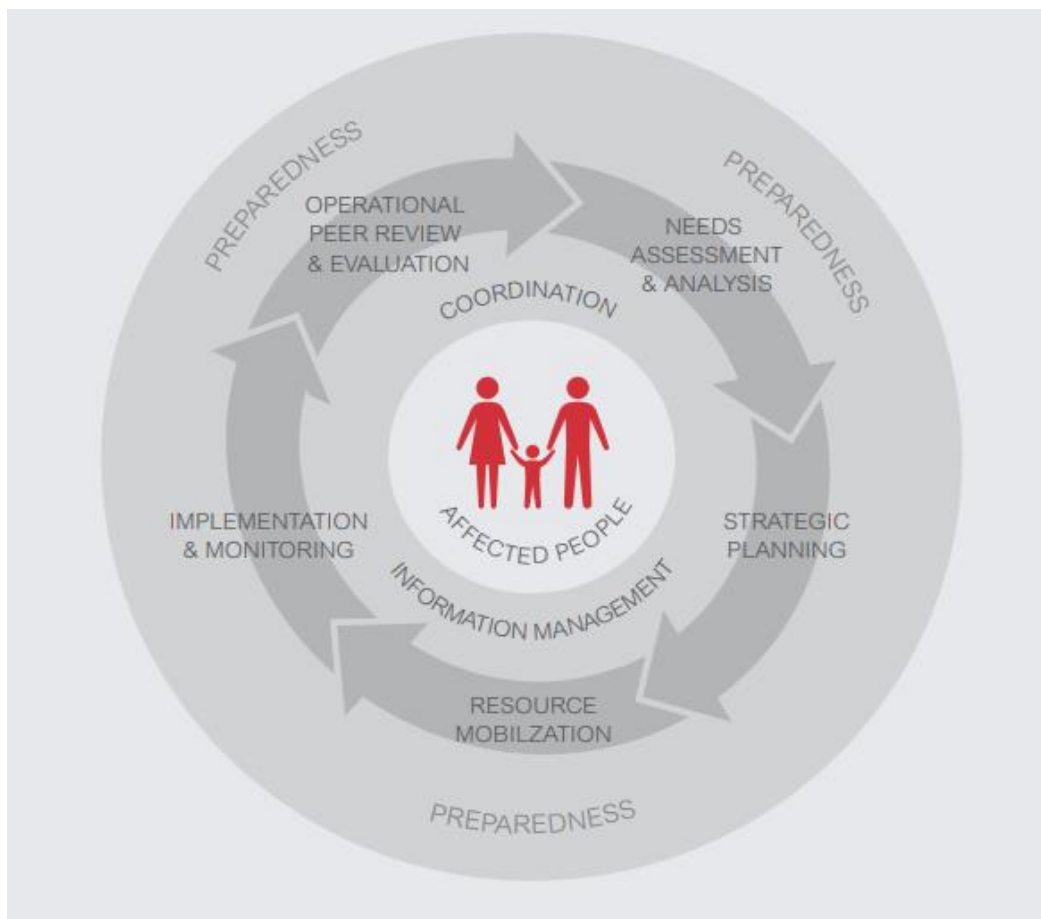 PREPAREDNESS
PREPAREDNESS
OPERATIONAL
PEER REVIEW
& EVALUATION
NEEDS
ASSESSMENT
& ANALYSIS
COORDINATION
AFFECTED PEOPLE
INFORMATION MANAGEMENT
IMPLEMENTATION
& MONITORING
STRATEGIC
PLANNING
RESOURCE
MOBILZATION
PREPAREDNESS